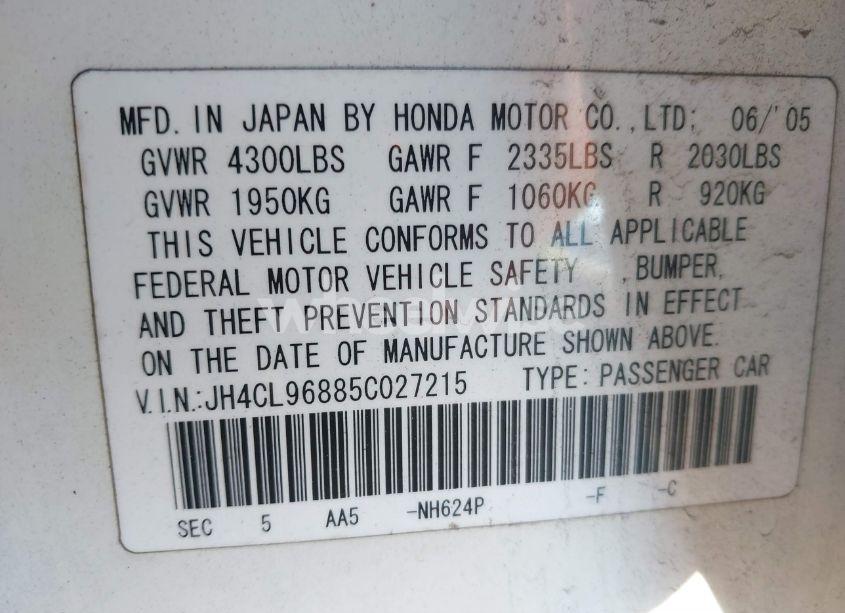 MFD. IN JAPAN BY HONDA MOTOR CO., LTD; 06/'05
GVWR 4300LBS GAWR F 2335LBS R 2030LBS
GVWR 1950KG GAWR F 1060KG R 920KG
THIS VEHICLE CONFORMS TO ALL APPLICABLE
FEDERAL MOTOR VEHICLE SAFETY , BUMPER,
AND THEFT PREVENTION STANDARDS IN EFFECT
ON THE DATE OF MANUFACTURE SHOWN ABOVE.
V.I.N.:JH4CL96885C027215 TYPE: PASSENGER CAR
SEC 5 AA5 -NH624P -F -C